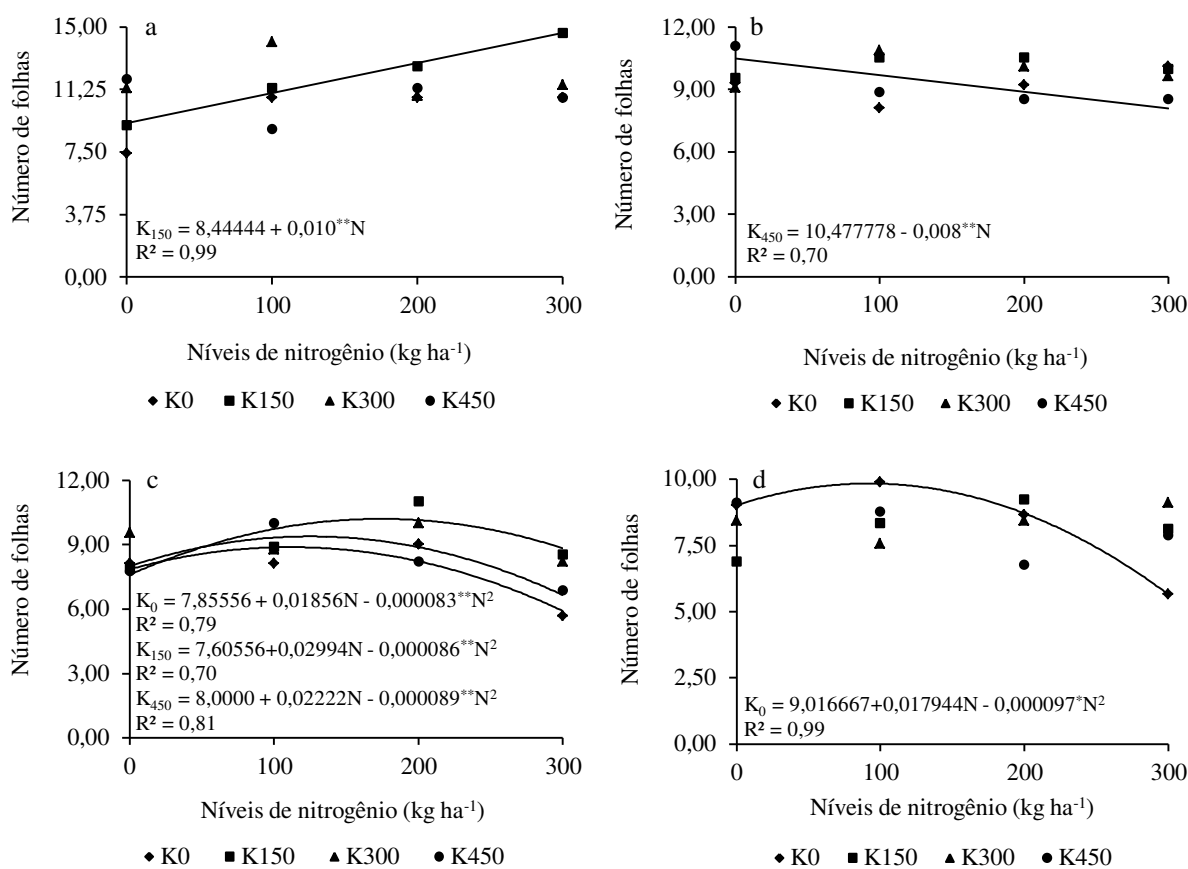 a
Número de folhas
15,00
11,25
7,50
3,75
0,00
K₁₅₀ = 8,44444 + 0,010**N
R² = 0,99
0 100 200 300
Níveis de nitrogênio (kg ha⁻¹)
K0 K150 K300 K450
b
Número de folhas
12,00
9,00
6,00
3,00
0,00
K₄₅₀ = 10,477778 - 0,008**N
R² = 0,70
0 100 200 300
Níveis de nitrogênio (kg ha⁻¹)
K0 K150 K300 K450
c
Número de folhas
12,00
9,00
6,00
3,00
0,00
K₀ = 7,85556 + 0,01856N - 0,000083**N²
R² = 0,79
K₁₅₀ = 7,60556+0,02994N - 0,000086**N²
R² = 0,70
K₄₅₀ = 8,0000 + 0,02222N - 0,000089**N²
R² = 0,81
0 100 200 300
Níveis de nitrogênio (kg ha⁻¹)
K0 K150 K300 K450
d
Número de folhas
10,00
7,50
5,00
2,50
0,00
K₀ = 9,016667+0,017944N - 0,000097*N²
R² = 0,99
0 100 200 300
Níveis de nitrogênio (kg ha⁻¹)
K0 K150 K300 K450